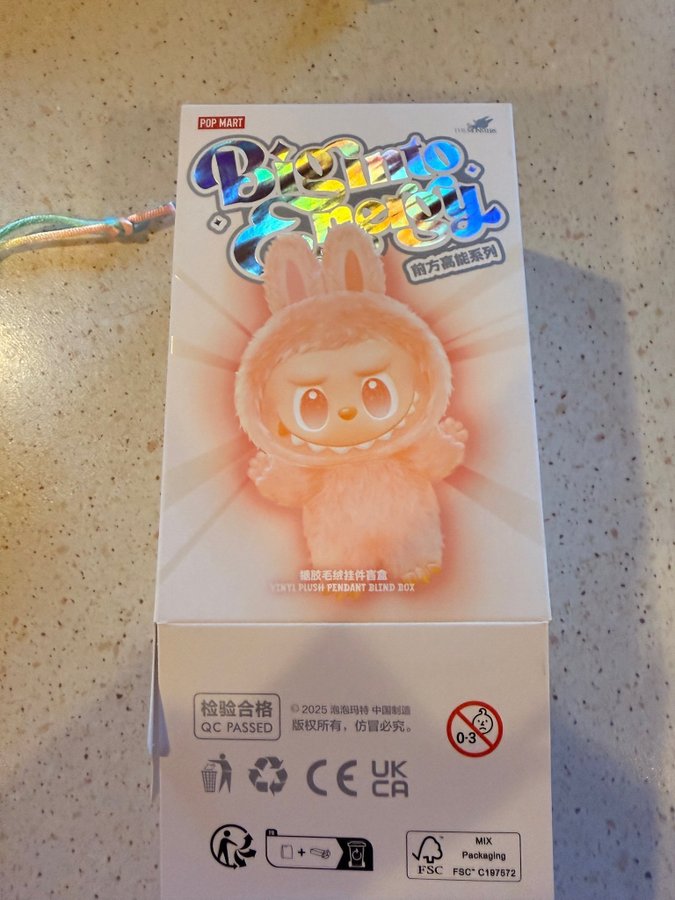 POP MART
THE MONSTERS
Big into
Energy
前方高能系列
搪胶毛绒挂件盲盒
VINYL PLUSH PENDANT BLIND BOX
检验合格
QC PASSED
© 2025 泡泡玛特 中国制造
版权所有，仿冒必究。
0-3
CE
UK
CA
FR
MIX
Packaging
FSC
FSC™ C197672